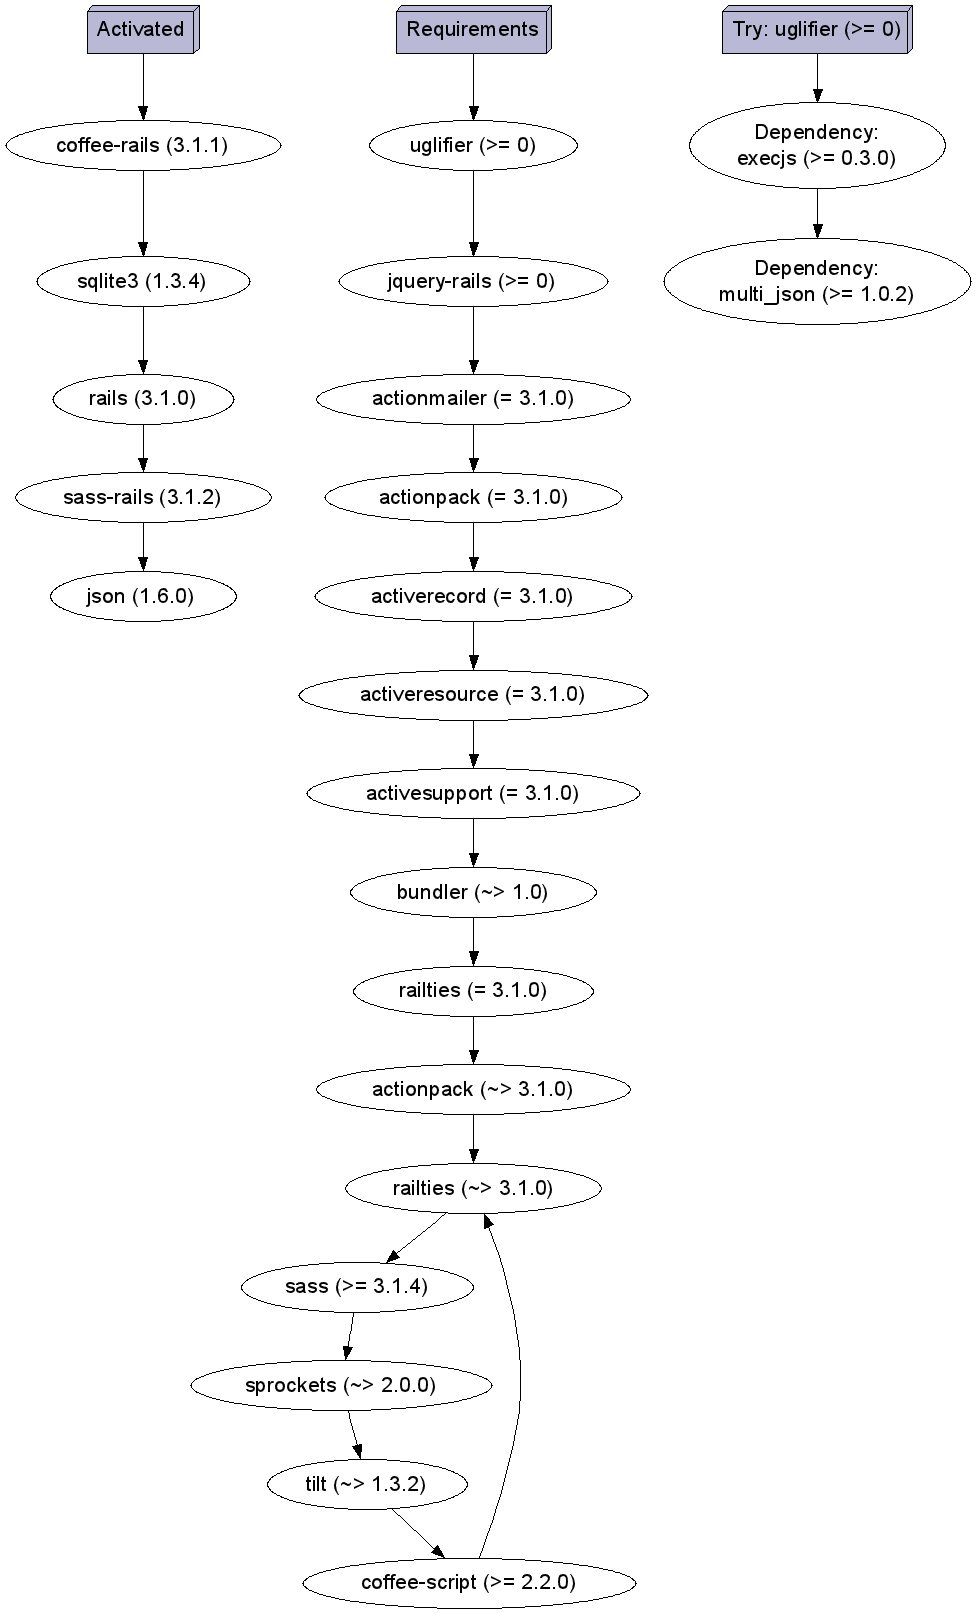 Activated
coffee-rails (3.1.1)
sqlite3 (1.3.4)
rails (3.1.0)
sass-rails (3.1.2)
json (1.6.0)
Requirements
uglifier (>= 0)
jquery-rails (>= 0)
actionmailer (= 3.1.0)
actionpack (= 3.1.0)
activerecord (= 3.1.0)
activeresource (= 3.1.0)
activesupport (= 3.1.0)
bundler (~> 1.0)
railties (= 3.1.0)
actionpack (~> 3.1.0)
railties (~> 3.1.0)
sass (>= 3.1.4)
sprockets (~> 2.0.0)
tilt (~> 1.3.2)
coffee-script (>= 2.2.0)
Try: uglifier (>= 0)
Dependency:
execjs (>= 0.3.0)
Dependency:
multi_json (>= 1.0.2)